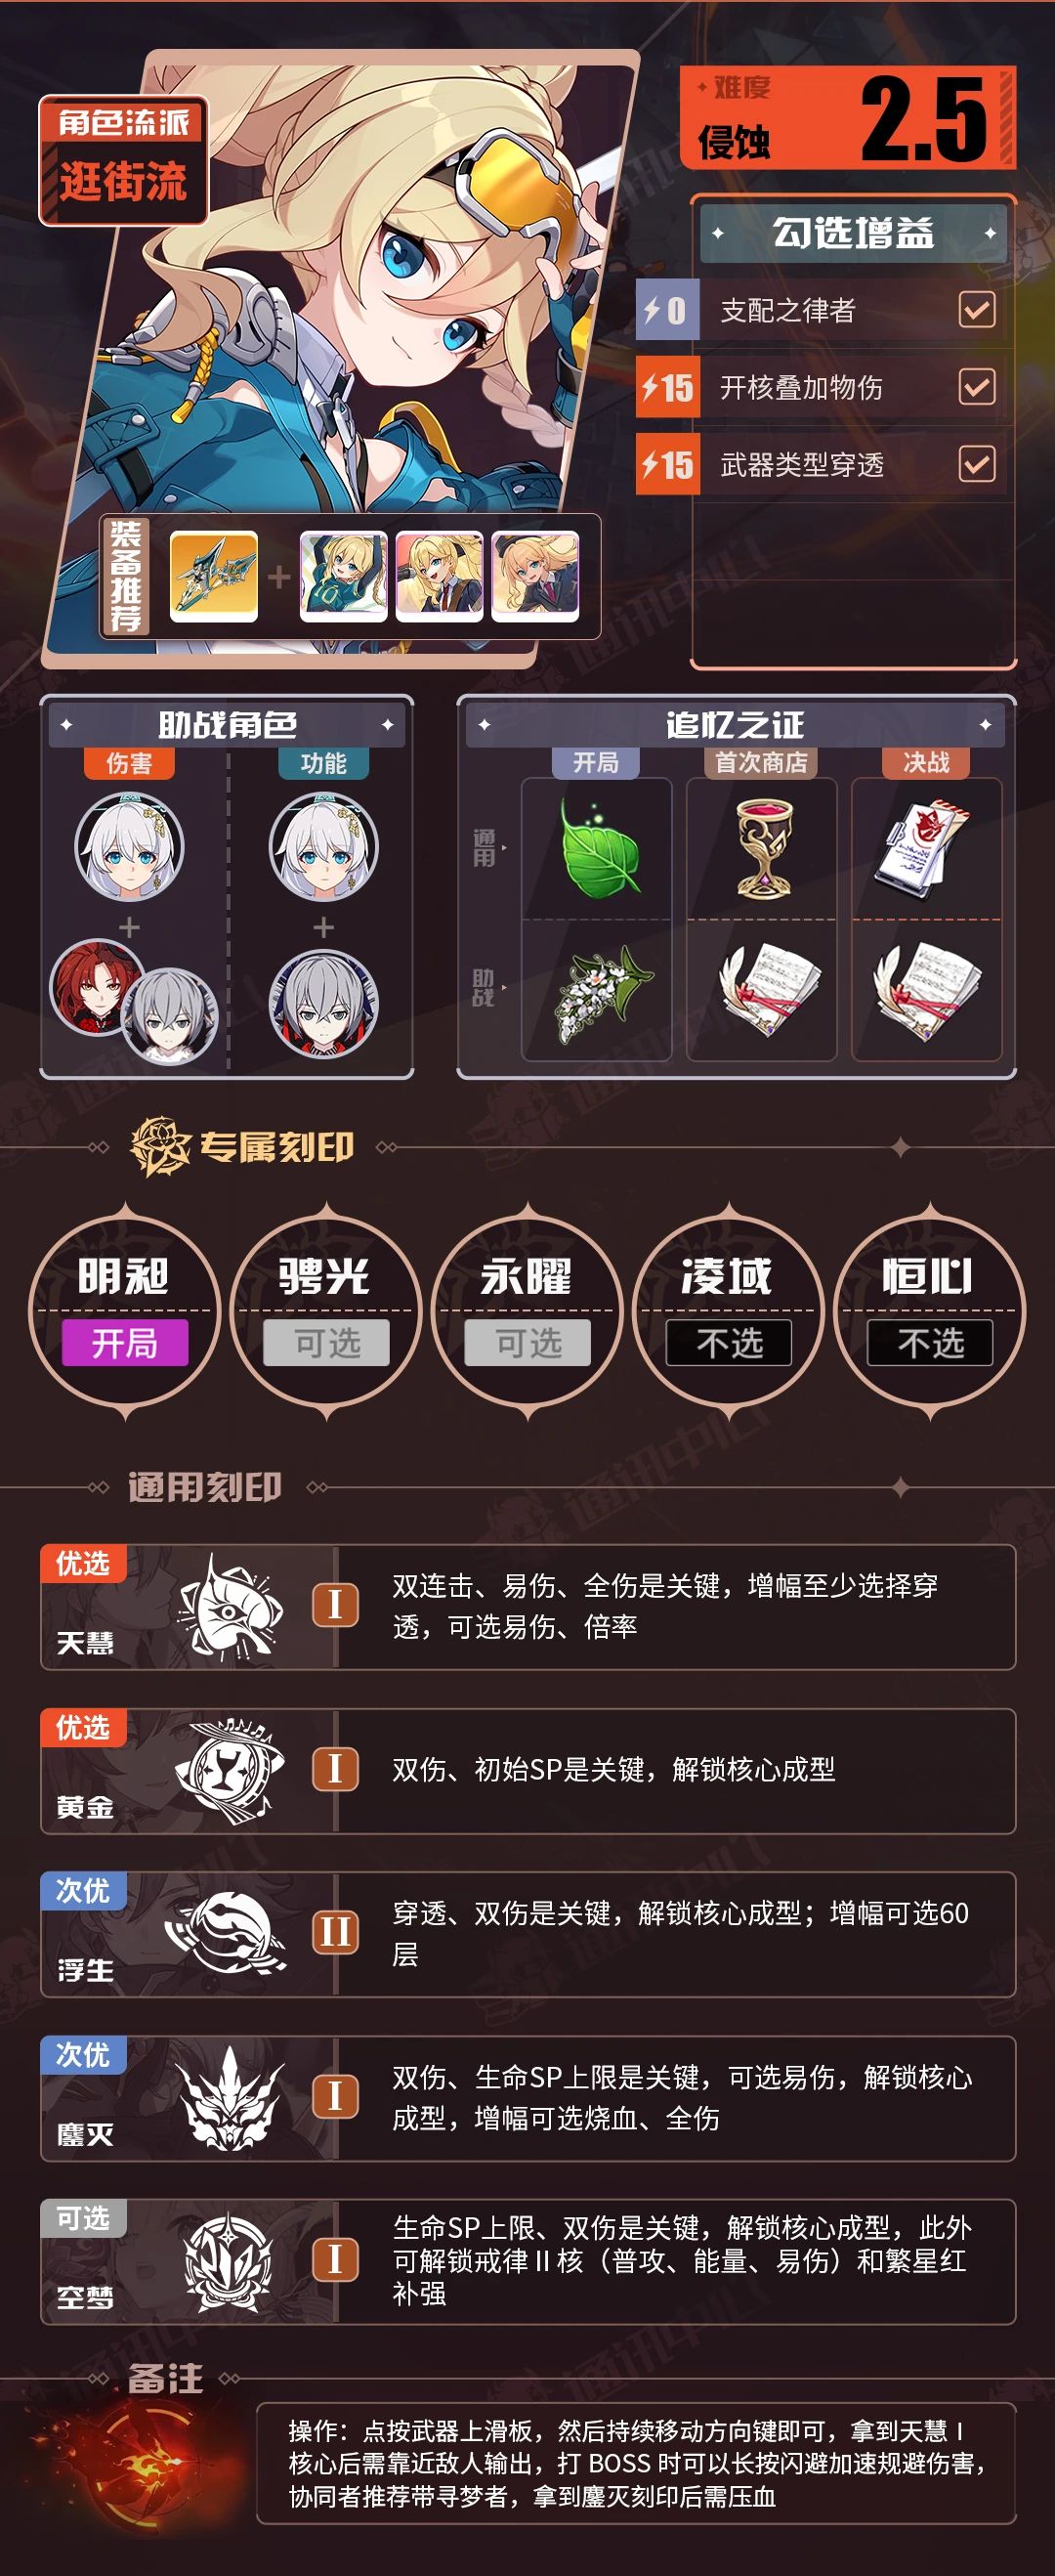 角色流派
逛街流
难度
侵蚀
2.5
勾选增益
0 支配之律者
15 开核叠加物伤
15 武器类型穿透
装备推荐
助战角色
伤害
功能
追忆之证
开局
首次商店
决战
通用
助战
专属刻印
明昶
骋光
永曜
凌域
恒心
开局
可选
可选
不选
不选
通用刻印
优选
天慧
I
双连击、易伤、全伤是关键，增幅至少选择穿
透，可选易伤、倍率
优选
黄金
I
双伤、初始SP是关键，解锁核心成型
次优
浮生
II
穿透、双伤是关键，解锁核心成型；增幅可选60
层
次优
鏖灭
I
双伤、生命SP上限是关键，可选易伤，解锁核心
成型，增幅可选烧血、全伤
可选
空梦
I
生命SP上限、双伤是关键，解锁核心成型，此外
可解锁戒律Ⅱ核（普攻、能量、易伤）和繁星红
补强
备注
操作：点按武器上滑板，然后持续移动方向键即可，拿到天慧Ⅰ
核心后需靠近敌人输出，打 BOSS 时可以长按闪避加速规避伤害，
协同者推荐带寻梦者，拿到鏖灭刻印后需压血
通讯中心